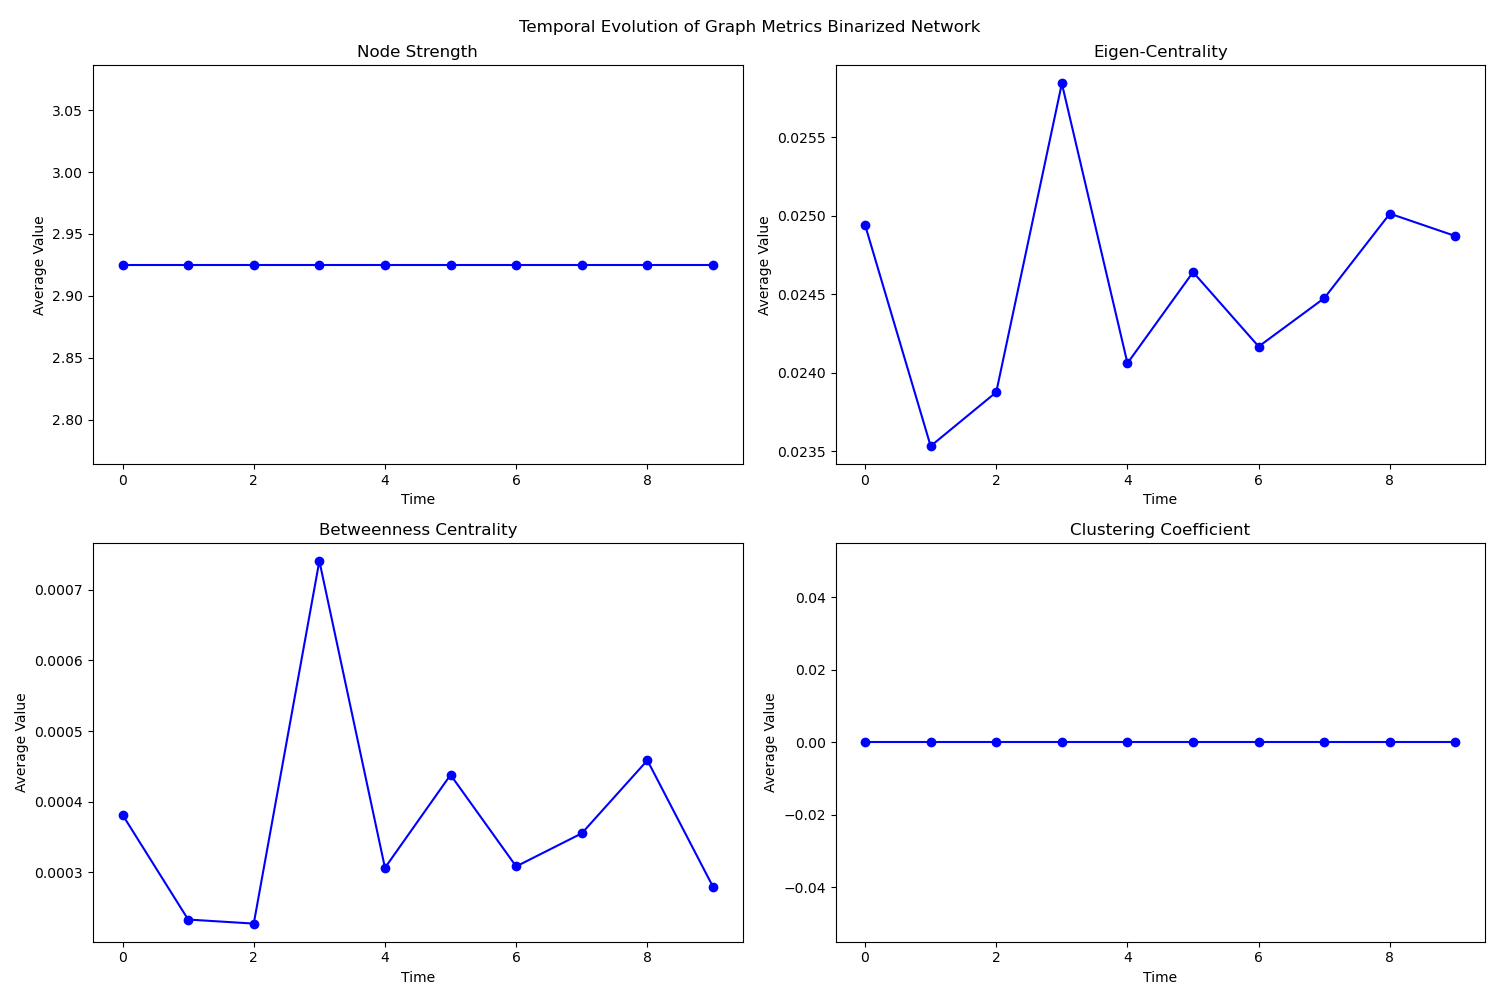 Temporal Evolution of Graph Metrics Binarized Network
Node Strength
3.05
3.00
2.95
2.90
2.85
2.80
Average Value
0 2 4 6 8
Time
Eigen-Centrality
0.0255
0.0250
0.0245
0.0240
0.0235
Average Value
0 2 4 6 8
Time
Betweenness Centrality
0.0007
0.0006
0.0005
0.0004
0.0003
Average Value
0 2 4 6 8
Time
Clustering Coefficient
0.04
0.02
0.00
−0.02
−0.04
Average Value
0 2 4 6 8
Time